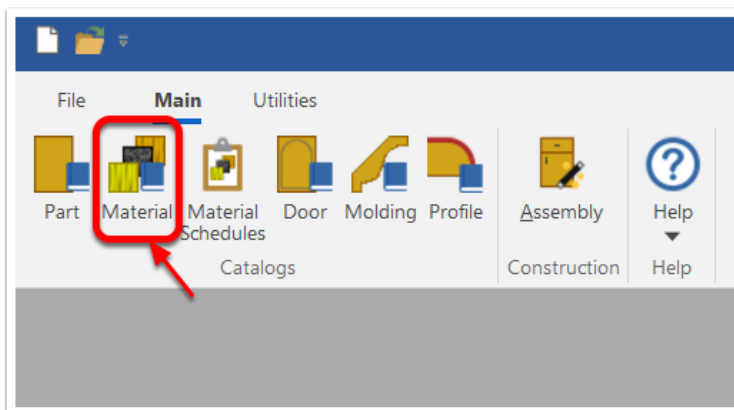 File Main Utilities
Part Material Material Schedules Door Molding Profile Assembly Help
Catalogs Construction Help